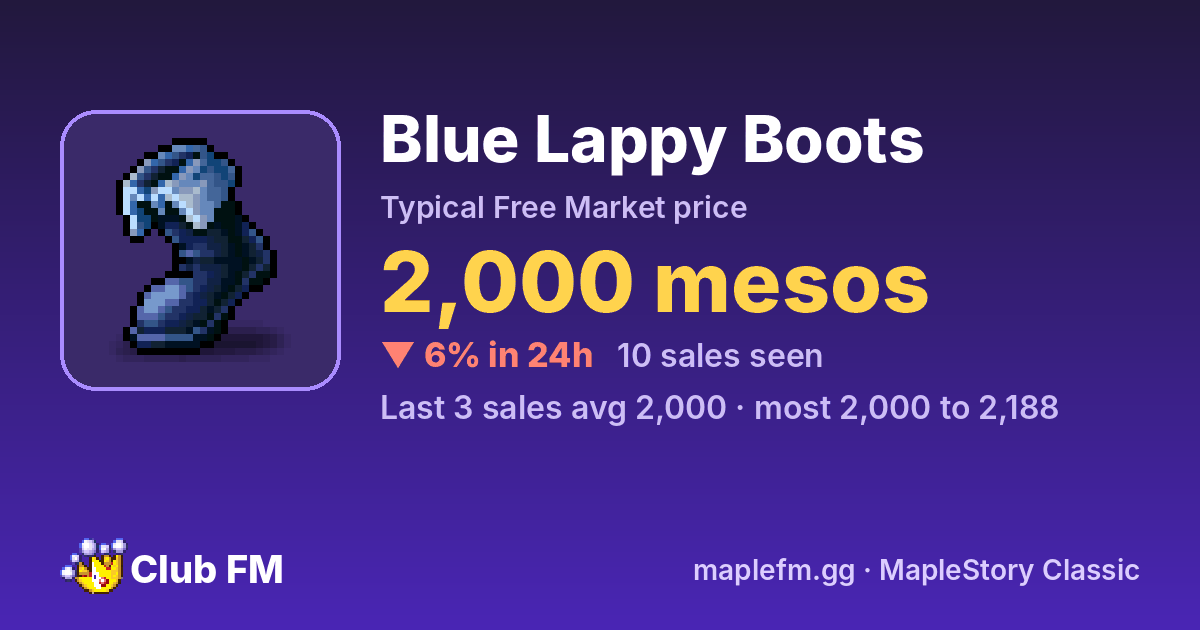 Blue Lappy Boots
Typical Free Market price
2,000 mesos
▼ 6% in 24h 10 sales seen
Last 3 sales avg 2,000 · most 2,000 to 2,188
Club FM
maplefm.gg · MapleStory Classic